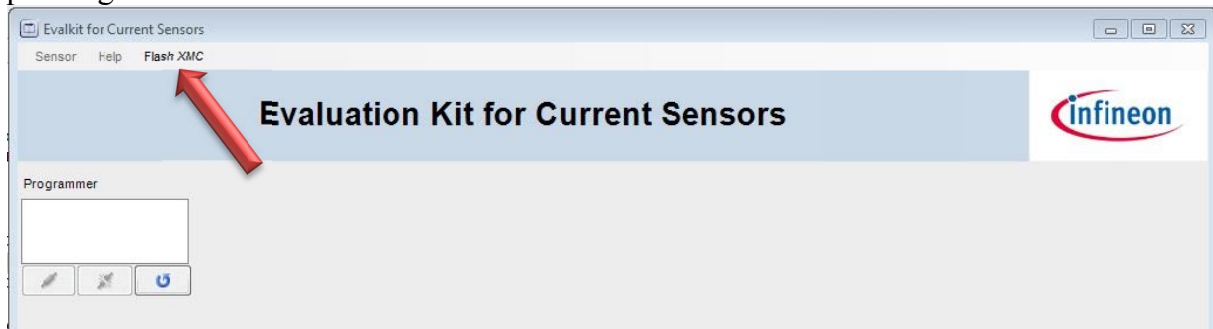 Evalkit for Current Sensors
Sensor Help Flash XMC
Evaluation Kit for Current Sensors
infineon
Programmer